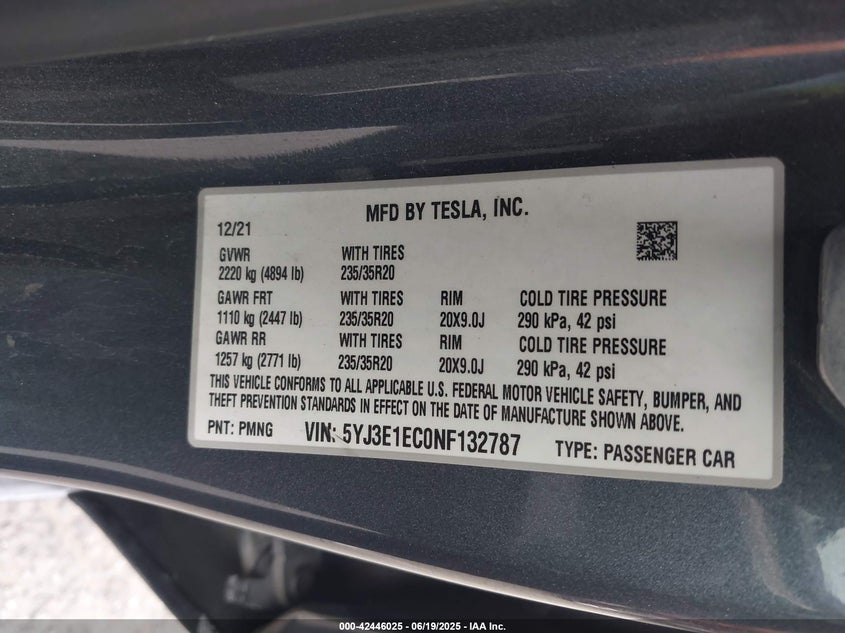 MFD BY TESLA, INC.
12/21
GVWR WITH TIRES
2220 kg (4894 lb) 235/35R20
GAWR FRT WITH TIRES RIM COLD TIRE PRESSURE
1110 kg (2447 lb) 235/35R20 20X9.0J 290 kPa, 42 psi
GAWR RR WITH TIRES RIM COLD TIRE PRESSURE
1257 kg (2771 lb) 235/35R20 20X9.0J 290 kPa, 42 psi
THIS VEHICLE CONFORMS TO ALL APPLICABLE U.S. FEDERAL MOTOR VEHICLE SAFETY, BUMPER, AND
THEFT PREVENTION STANDARDS IN EFFECT ON THE DATE OF MANUFACTURE SHOWN ABOVE.
PNT: PMNG VIN: 5YJ3E1EC0NF132787 TYPE: PASSENGER CAR
000-42446025 - 06/19/2025 - IAA Inc.